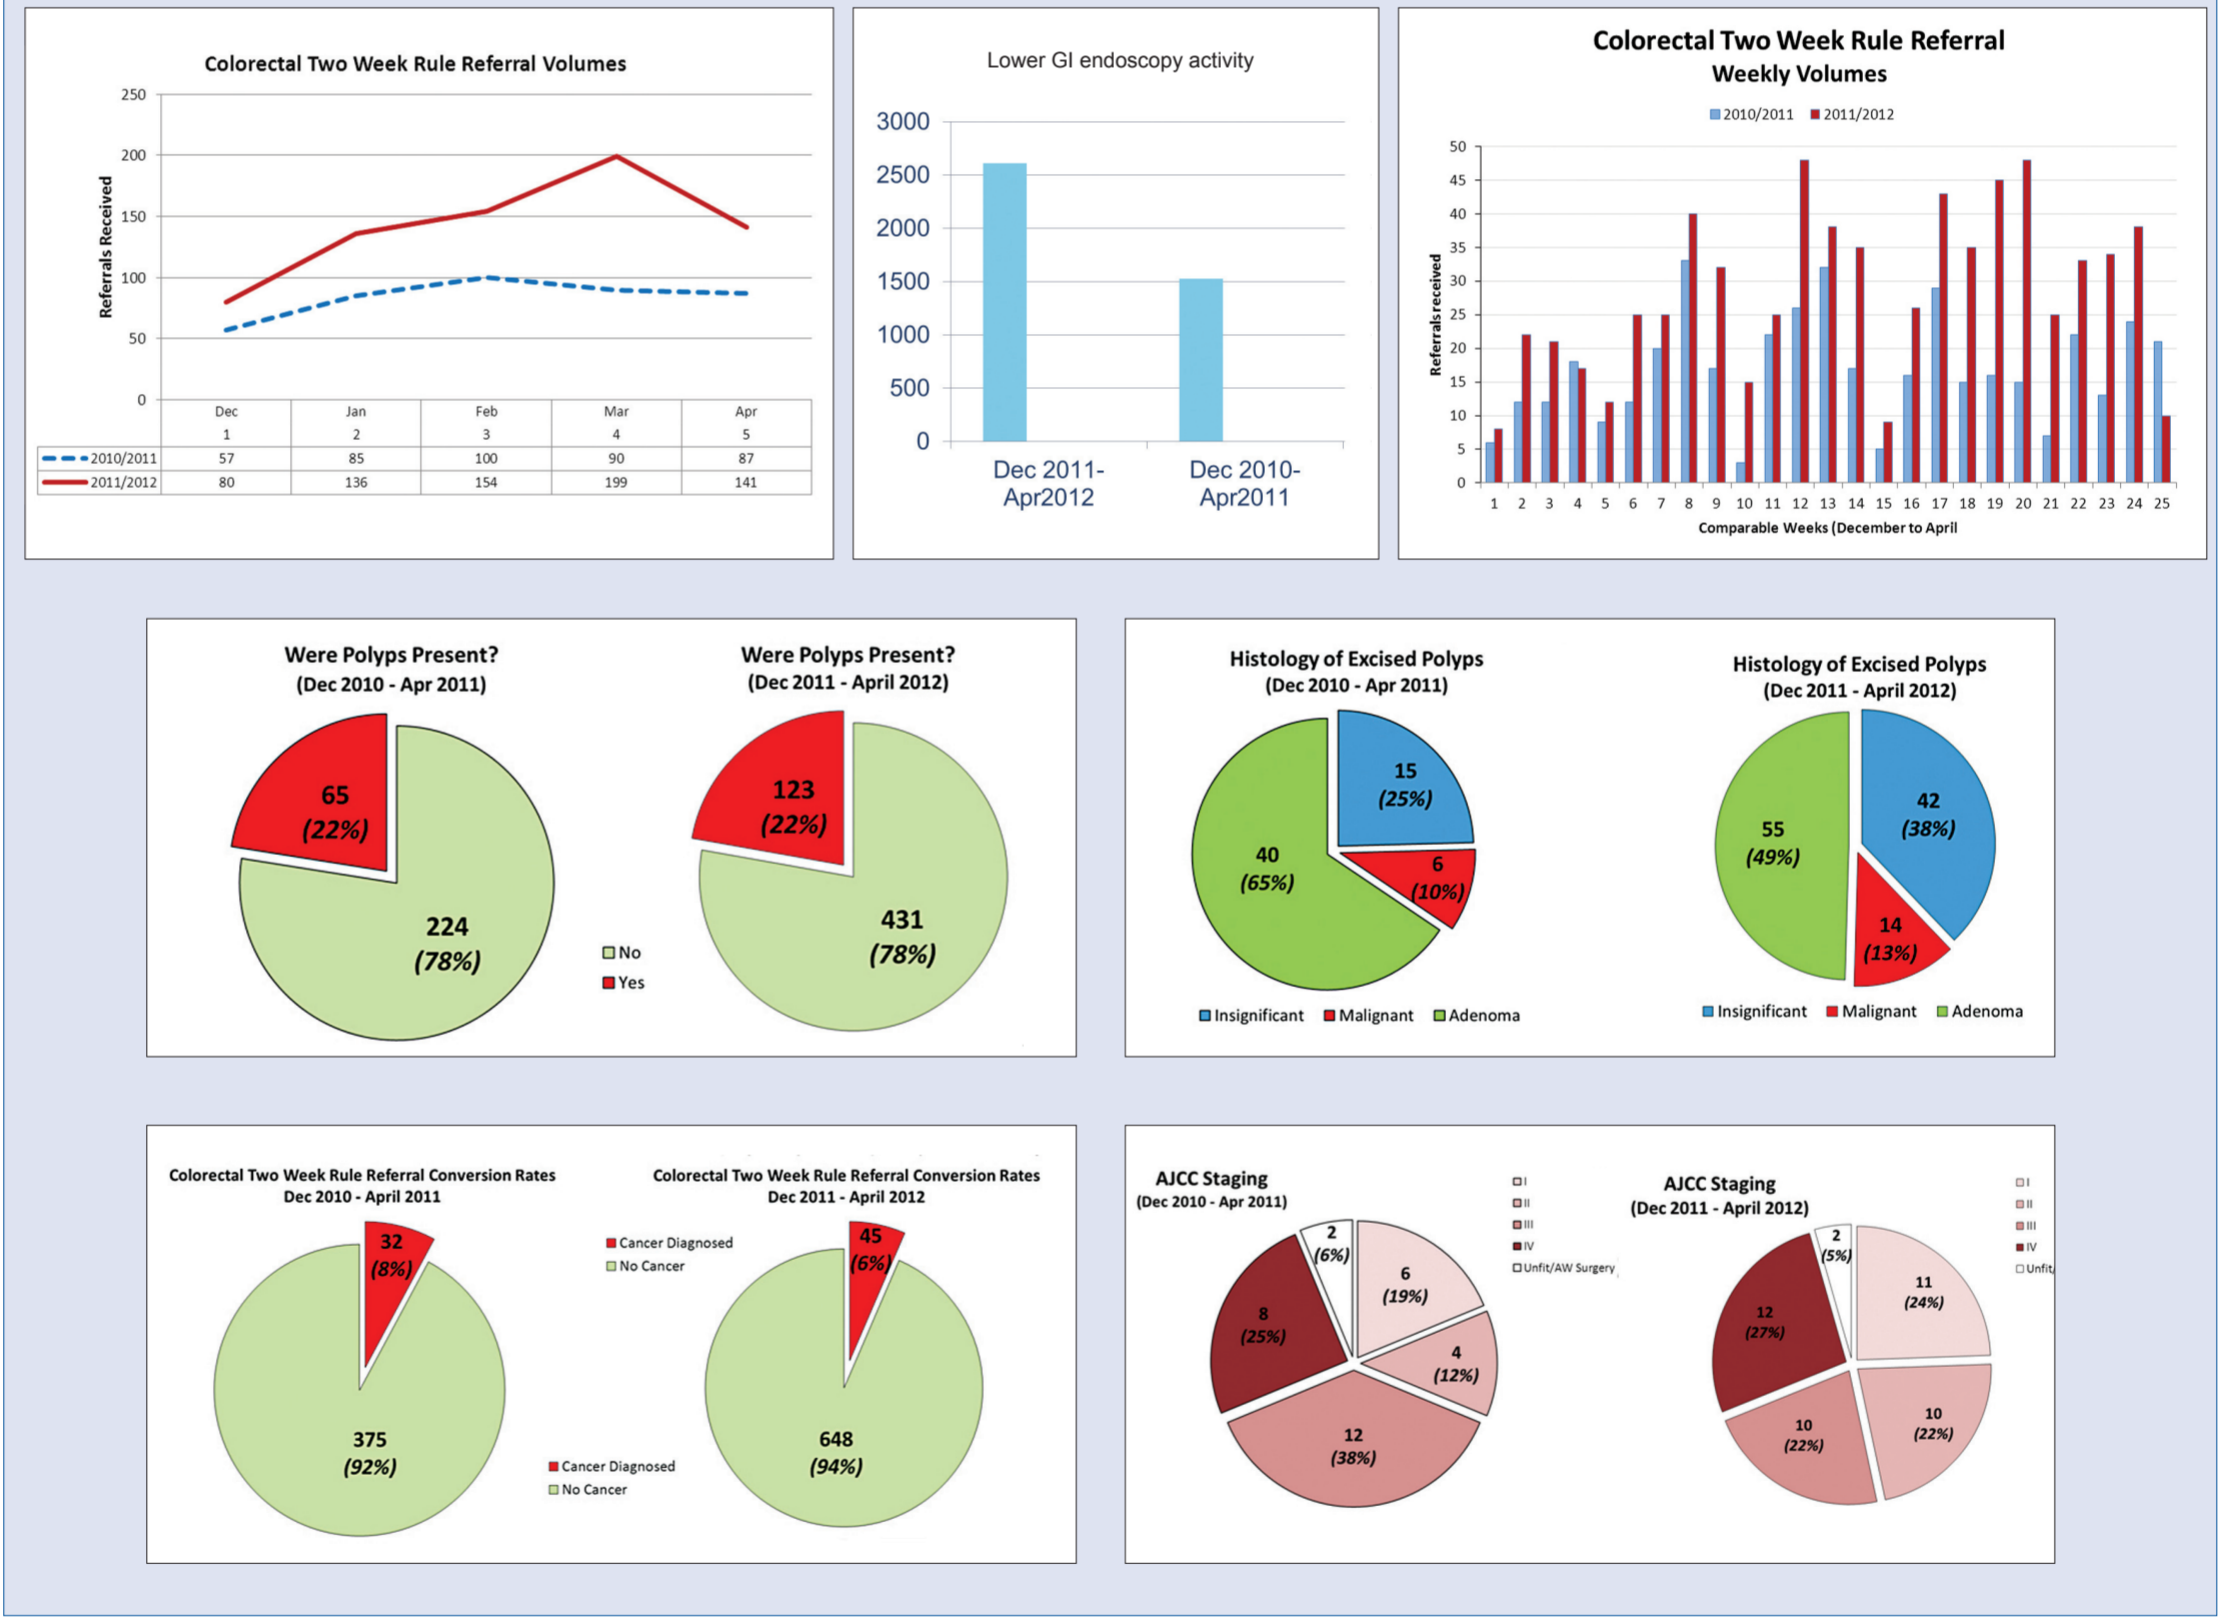 Colorectal Two Week Rule Referral Volumes
Referrals Received
250
200
150
100
50
0
Dec Jan Feb Mar Apr
1 2 3 4 5
2010/2011 57 85 100 90 87
2011/2012 80 136 154 199 141
Lower GI endoscopy activity
3000
2500
2000
1500
1000
500
0
Dec 2011- Dec 2010-
Apr2012 Apr2011
Colorectal Two Week Rule Referral
Weekly Volumes
2010/2011 2011/2012
Referralsreceived
50
45
40
35
30
25
20
15
10
5
0
1 2 3 4 5 6 7 8 9 10 11 12 13 14 15 16 17 18 19 20 21 22 23 24 25
Comparable Weeks (December to April
Were Polyps Present?
(Dec 2010 - Apr 2011)
65
(22%)
224
(78%)
No
Yes
Were Polyps Present?
(Dec 2011 - April 2012)
123
(22%)
431
(78%)
Histology of Excised Polyps
(Dec 2010 - Apr 2011)
15
(25%)
6
(10%)
40
(65%)
Insignificant Malignant Adenoma
Histology of Excised Polyps
(Dec 2011 - April 2012)
42
(38%)
55
(49%)
14
(13%)
Insignificant Malignant Adenoma
Colorectal Two Week Rule Referral Conversion Rates
Dec 2010 - April 2011
32
(8%)
375
(92%)
Cancer Diagnosed
No Cancer
Colorectal Two Week Rule Referral Conversion Rates
Dec 2011 - April 2012
Cancer Diagnosed
No Cancer
45
(6%)
648
(94%)
AJCC Staging
(Dec 2010 - Apr 2011)
I
II
III
IV
Unfit/AW Surgery
2
(6%)
6
(19%)
8
(25%)
4
(12%)
12
(38%)
AJCC Staging
(Dec 2011 - April 2012)
I
II
III
IV
Unfit/
2
(5%)
11
(24%)
12
(27%)
10
(22%)
10
(22%)